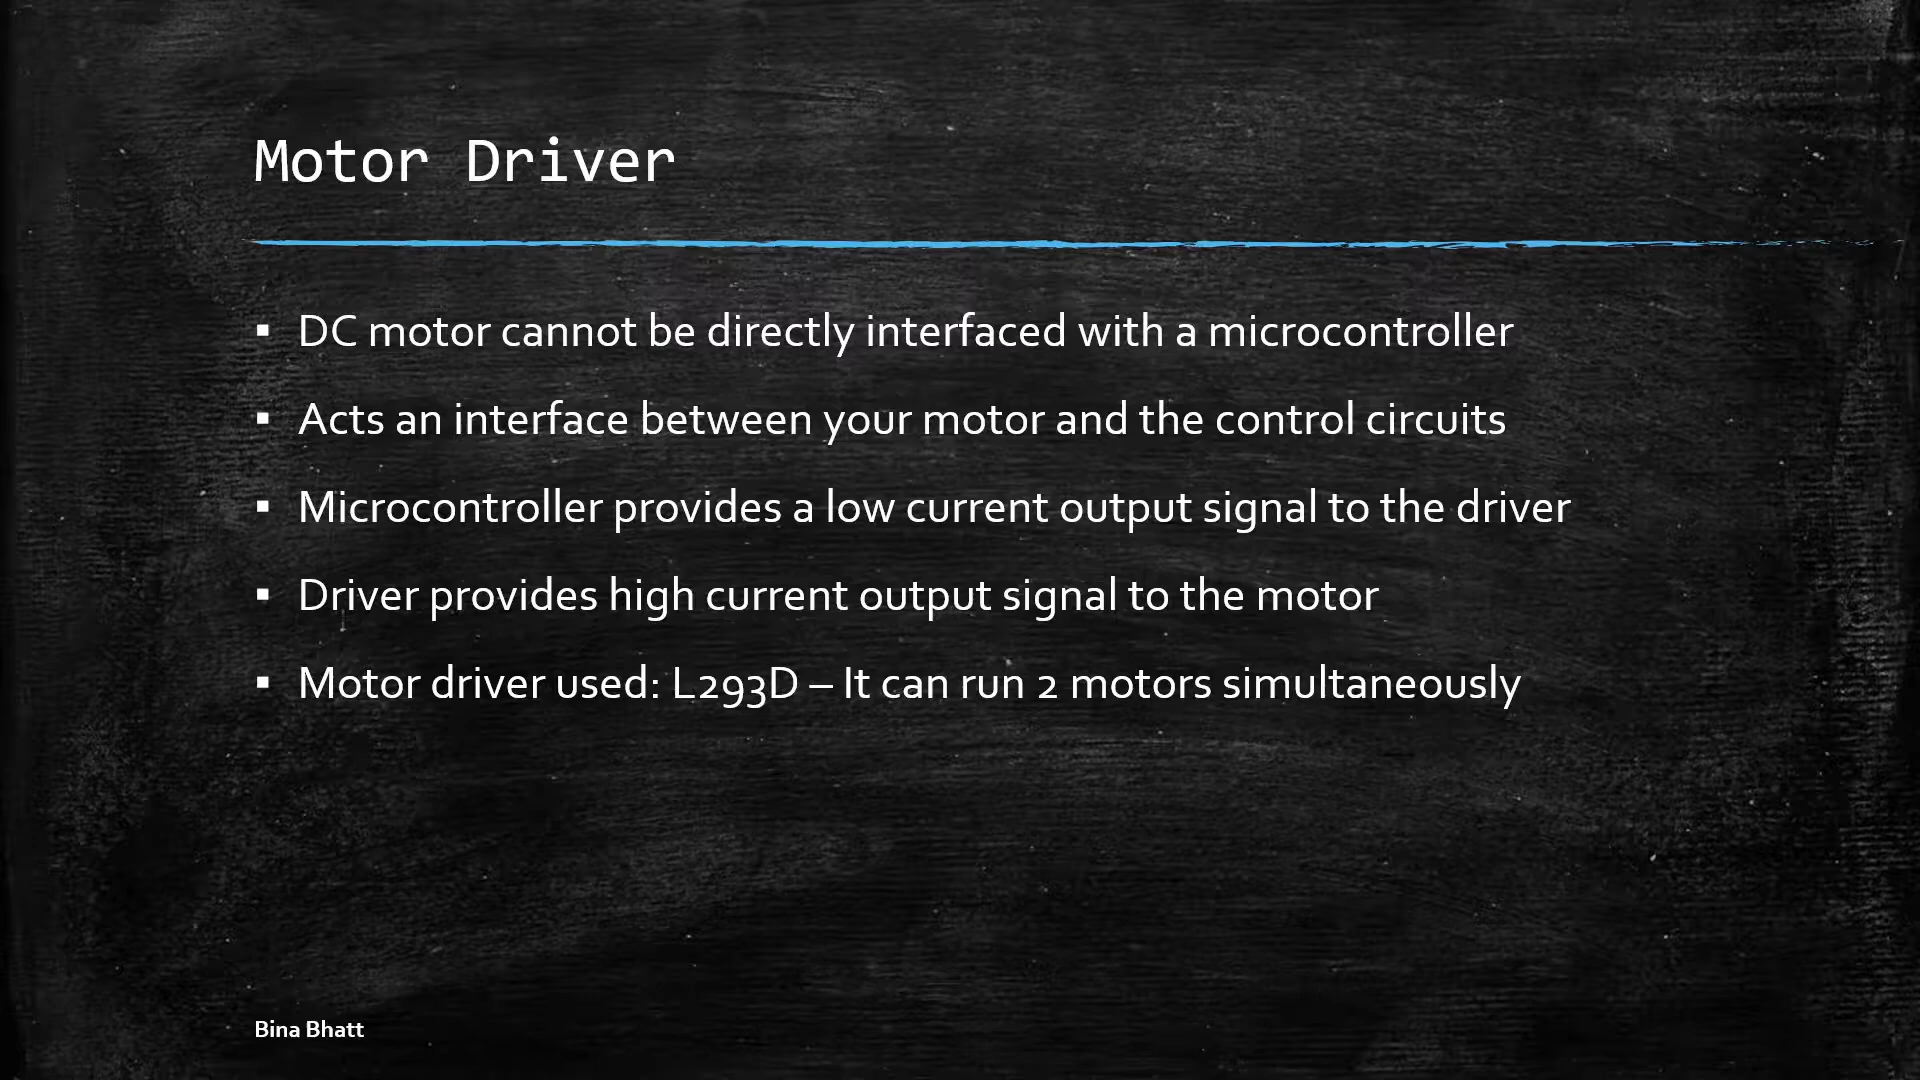 Motor Driver
▪ DC motor cannot be directly interfaced with a microcontroller
▪ Acts an interface between your motor and the control circuits
▪ Microcontroller provides a low current output signal to the driver
▪ Driver provides high current output signal to the motor
▪ Motor driver used: L293D – It can run 2 motors simultaneously
Bina Bhatt